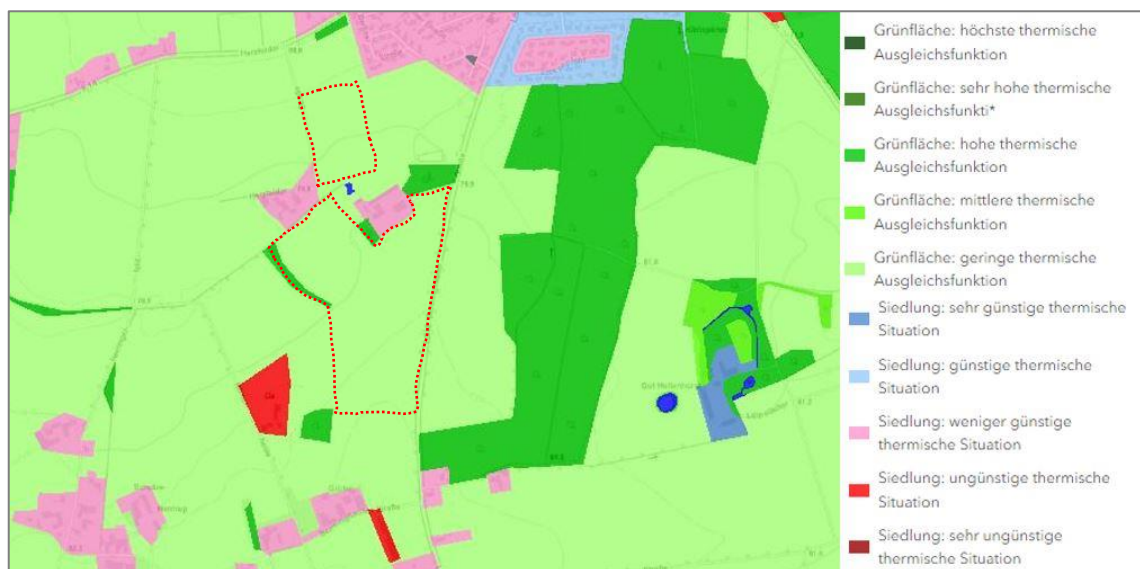 Grünfläche: höchste thermische
Ausgleichsfunktion
Grünfläche: sehr hohe thermische
Ausgleichsfunkti*
Grünfläche: hohe thermische
Ausgleichsfunktion
Grünfläche: mittlere thermische
Ausgleichsfunktion
Grünfläche: geringe thermische
Ausgleichsfunktion
Siedlung: sehr günstige thermische
Situation
Siedlung: günstige thermische
Situation
Siedlung: weniger günstige
thermische Situation
Siedlung: ungünstige thermische
Situation
Siedlung: sehr ungünstige
thermische Situation